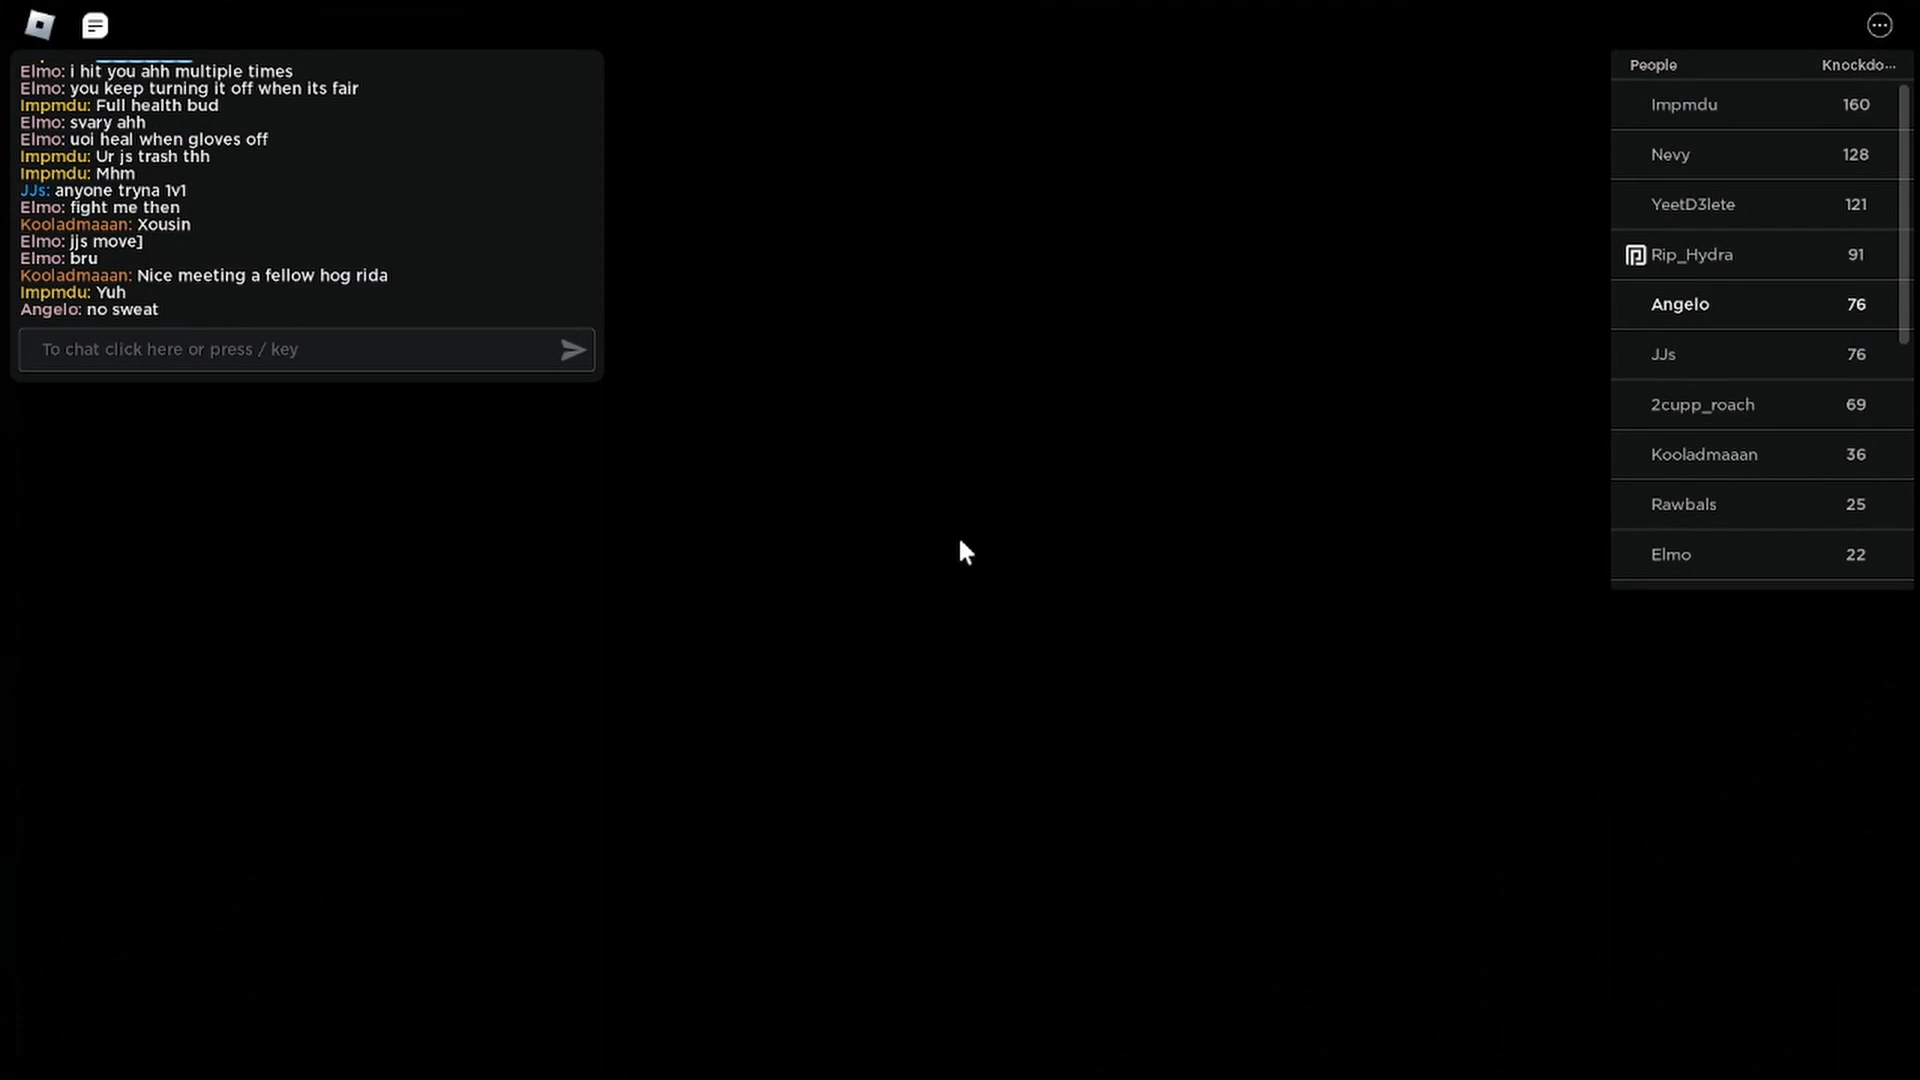 Elmo: i hit you ahh multiple times
Elmo: you keep turning it off when its fair
Impmdu: Full health bud
Elmo: svary ahh
Elmo: uoi heal when gloves off
Impmdu: Ur js trash thh
Impmdu: Mhm
JJs: anyone tryna 1v1
Elmo: fight me then
Kooladmaaan: Xousin
Elmo: jjs move]
Elmo: bru
Kooladmaaan: Nice meeting a fellow hog rida
Impmdu: Yuh
Angelo: no sweat
To chat click here or press / key
People Knockdo...
Impmdu 160
Nevy 128
YeetD3lete 121
Rip_Hydra 91
Angelo 76
JJs 76
2cupp_roach 69
Kooladmaaan 36
Rawbals 25
Elmo 22